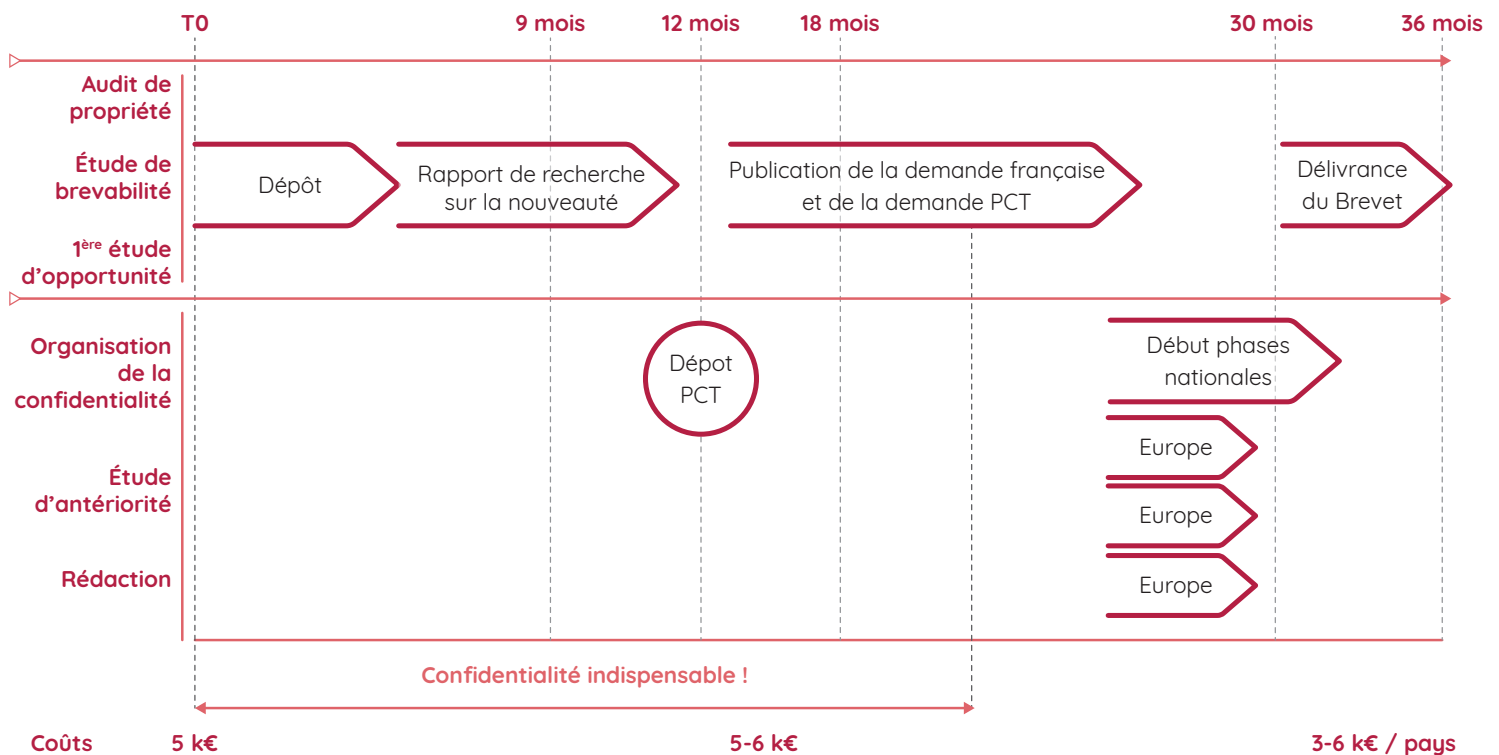 T0
9 mois
12 mois
18 mois
30 mois
36 mois
Audit de
propriété
Étude de
brevabilité
1ère étude
d'opportunité
Dépôt
Rapport de recherche
sur la nouveauté
Publication de la demande française
et de la demande PCT
Délivrance
du Brevet
Organisation
de la
confidentialité
Étude
d'antériorité
Rédaction
Dépot
PCT
Début phases
nationales
Europe
Europe
Europe
Confidentialité indispensable !
Coûts
5 k€
5-6 k€
3-6 k€ / pays